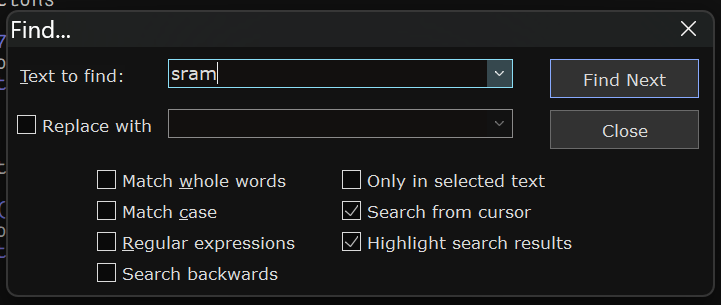 ctors
Find...
Text to find:
sram
Find Next
Replace with
Close
Match whole words
Only in selected text
Match case
Search from cursor
Regular expressions
Highlight search results
Search backwards